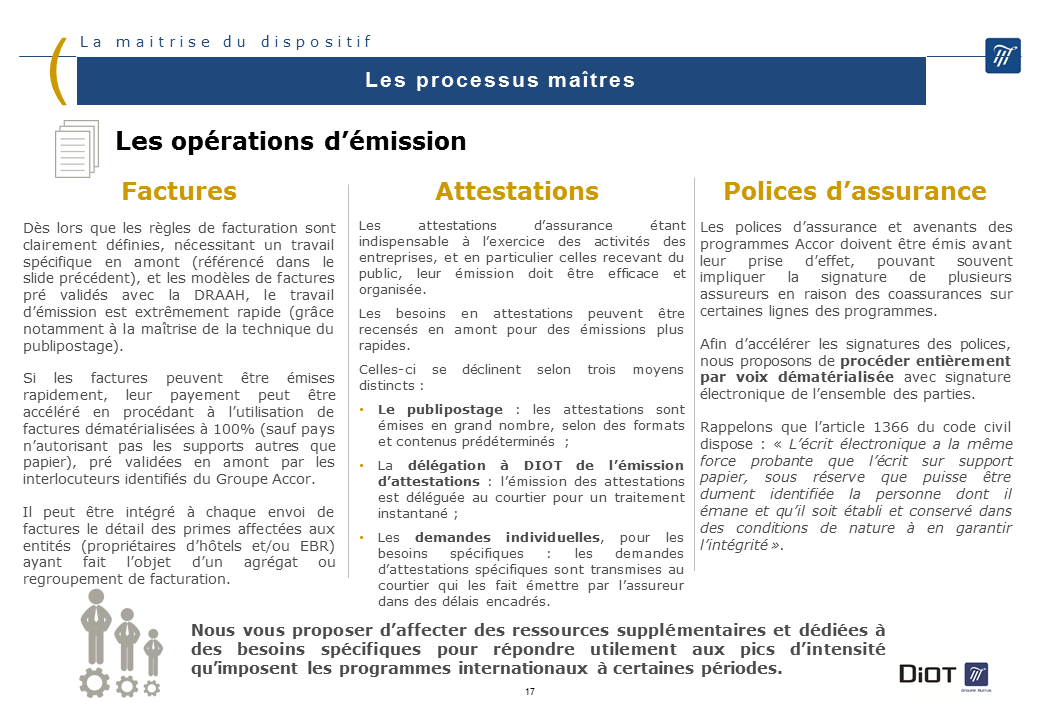 La maitrise du dispositif
Les processus maîtres
Les opérations d’émission
Factures
Dès lors que les règles de facturation sont
clairement définies, nécessitant un travail
spécifique en amont (référencé dans le
slide précédent), et les modèles de factures
pré validés avec la DRAAH, le travail
d’émission est extrêmement rapide (grâce
notamment à la maîtrise de la technique du
publipostage).
Si les factures peuvent être émises
rapidement, leur payement peut être
accéléré en procédant à l’utilisation de
factures dématérialisées à 100% (sauf pays
n’autorisant pas les supports autres que
papier), pré validées en amont par les
interlocuteurs identifiés du Groupe Accor.
Il peut être intégré à chaque envoi de
factures le détail des primes affectées aux
entités (propriétaires d’hôtels et/ou EBR)
ayant fait l’objet d’un agrégat ou
regroupement de facturation.
Attestations
Les attestations d’assurance étant
indispensable à l’exercice des activités des
entreprises, et en particulier celles recevant du
public, leur émission doit être efficace et
organisée.
Les besoins en attestations peuvent être
recensés en amont pour des émissions plus
rapides.
Celles-ci se déclinent selon trois moyens
distincts :
• Le publipostage : les attestations sont
émises en grand nombre, selon des formats
et contenus prédéterminés ;
• La délégation à DIOT de l’émission
d’attestations : l’émission des attestations
est déléguée au courtier pour un traitement
instantané ;
• Les demandes individuelles, pour les
besoins spécifiques : les demandes
d’attestations spécifiques sont transmises au
courtier qui les fait émettre par l’assureur
dans des délais encadrés.
Polices d’assurance
Les polices d’assurance et avenants des
programmes Accor doivent être émis avant
leur prise d’effet, pouvant souvent
impliquer la signature de plusieurs
assureurs en raison des coassurances sur
certaines lignes des programmes.
Afin d’accélérer les signatures des polices,
nous proposons de procéder entièrement
par voix dématérialisée avec signature
électronique de l’ensemble des parties.
Rappelons que l’article 1366 du code civil
dispose : « L’écrit électronique a la même
force probante que l’écrit sur support
papier, sous réserve que puisse être
dument identifiée la personne dont il
émane et qu’il soit établi et conservé dans
des conditions de nature à en garantir
l’intégrité ».
Nous vous proposer d’affecter des ressources supplémentaires et dédiées à
des besoins spécifiques pour répondre utilement aux pics d’intensité
qu’imposent les programmes internationaux à certaines périodes.
DiOT
Groupe Burrus
17